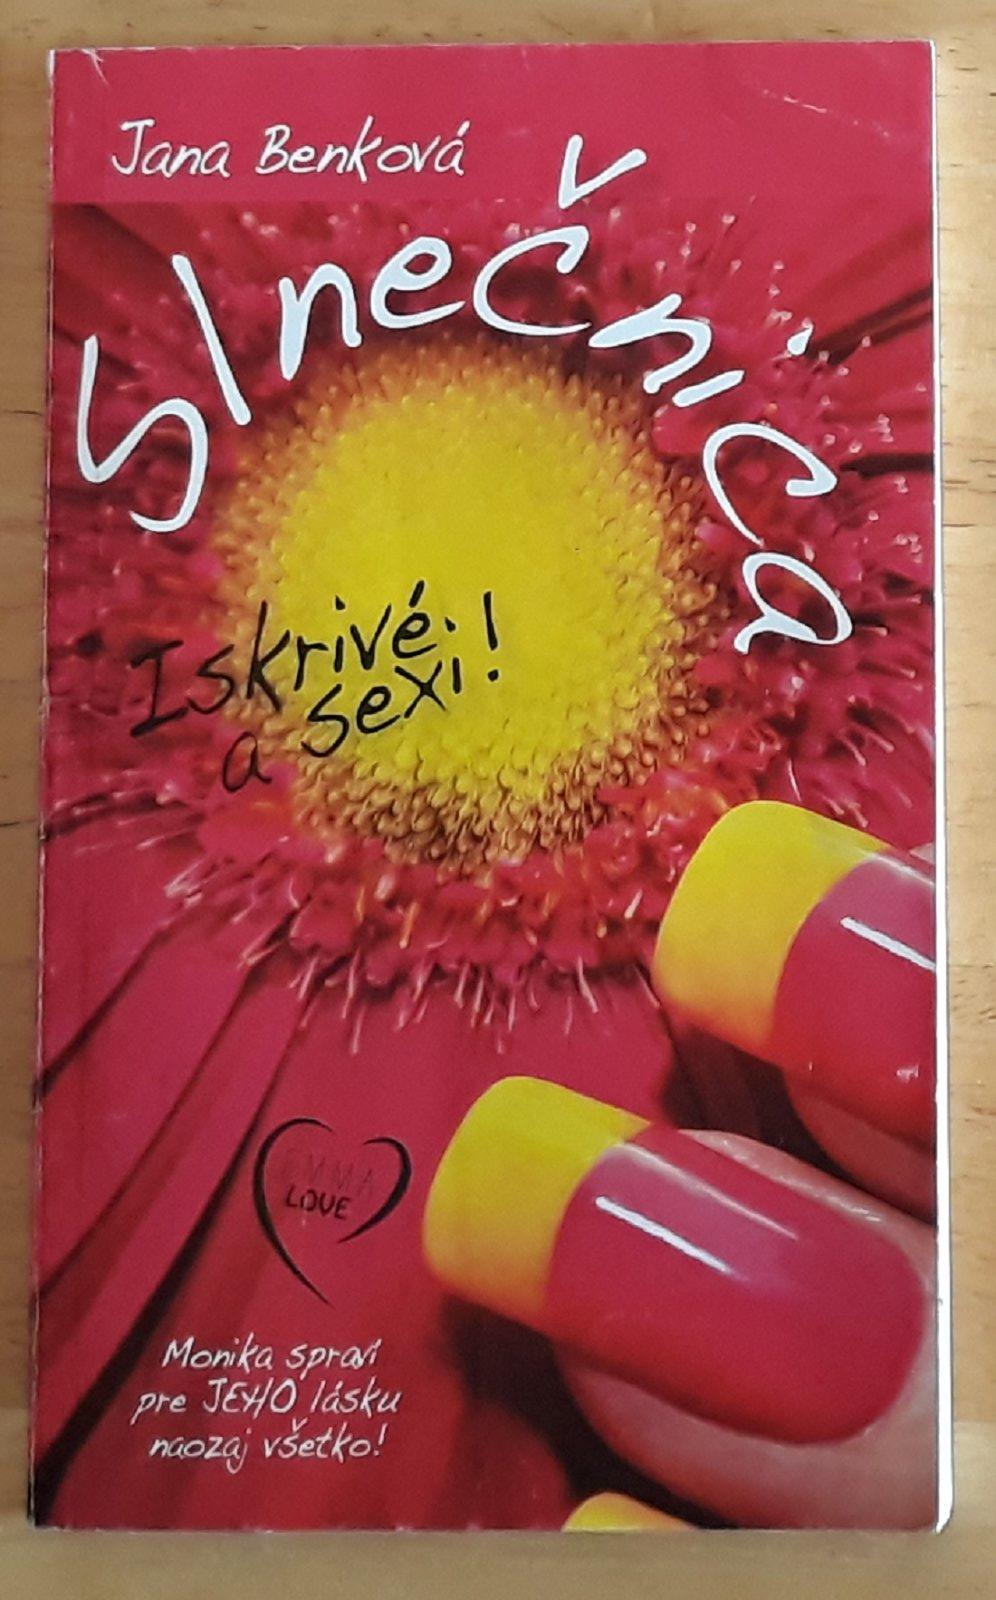 Jana Benková
Slnečnica
Iskrivé
a sexi!
EMMA
LOVE
Monika spraví
pre JEHO lásku
naozaj všetko!